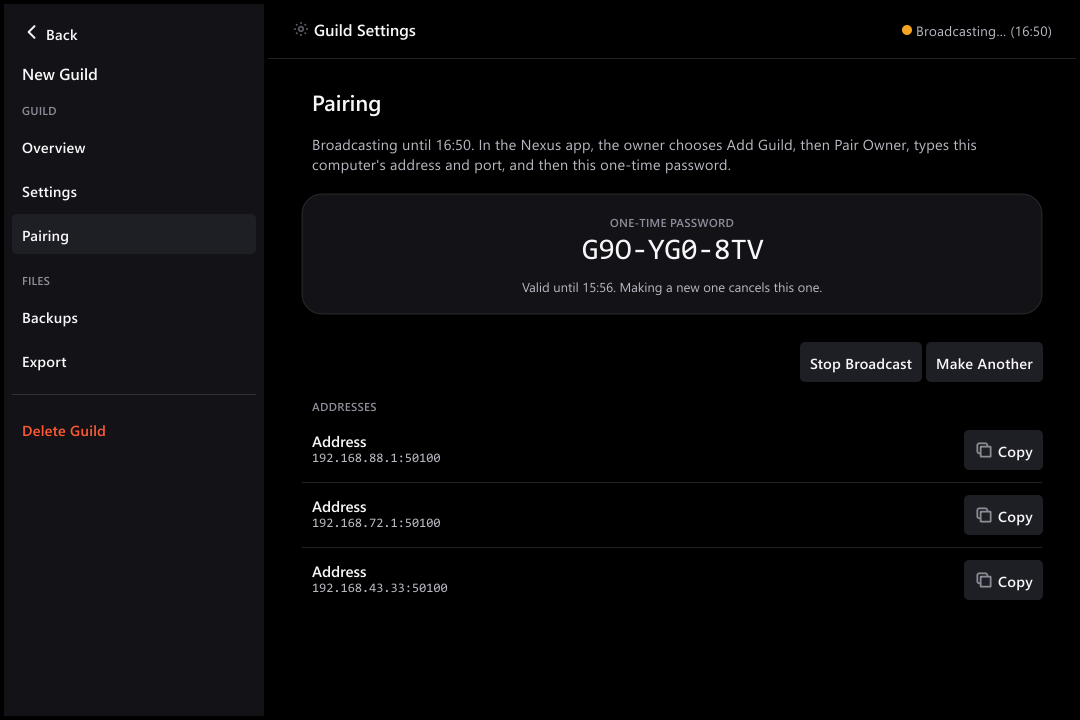 Back
New Guild
GUILD
Overview
Settings
Pairing
FILES
Backups
Export
Delete Guild
Guild Settings
Broadcasting... (16:50)
Pairing
Broadcasting until 16:50. In the Nexus app, the owner chooses Add Guild, then Pair Owner, types this
computer's address and port, and then this one-time password.
ONE-TIME PASSWORD
G9O-YG0-8TV
Valid until 15:56. Making a new one cancels this one.
Stop Broadcast
Make Another
ADDRESSES
Address
192.168.88.1:50100
Copy
Address
192.168.72.1:50100
Copy
Address
192.168.43.33:50100
Copy